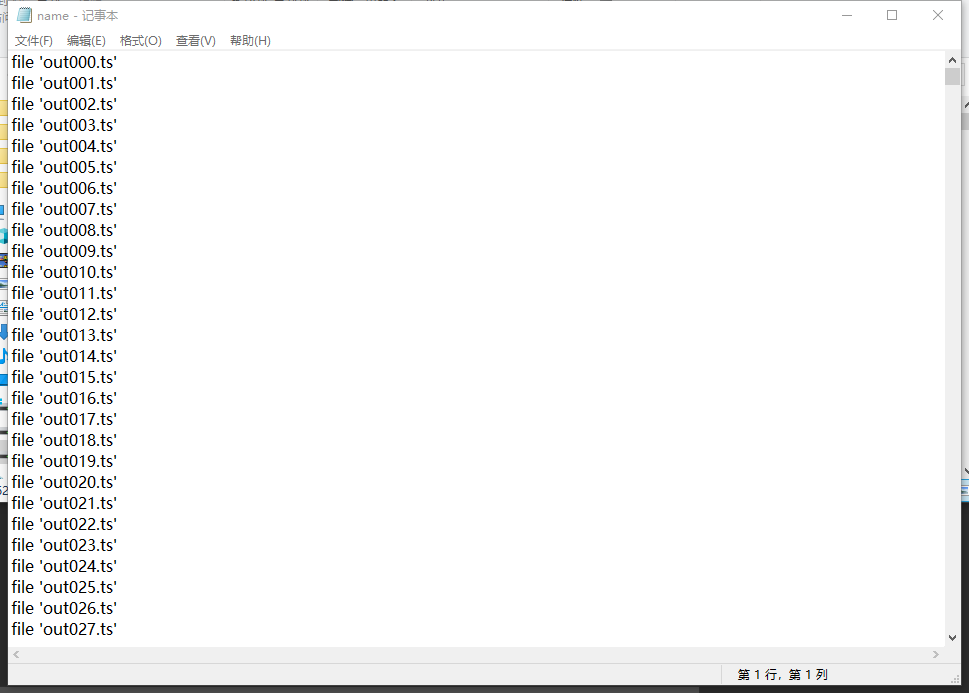 name - 记事本
文件(F) 编辑(E) 格式(O) 查看(V) 帮助(H)
file 'out000.ts'
file 'out001.ts'
file 'out002.ts'
file 'out003.ts'
file 'out004.ts'
file 'out005.ts'
file 'out006.ts'
file 'out007.ts'
file 'out008.ts'
file 'out009.ts'
file 'out010.ts'
file 'out011.ts'
file 'out012.ts'
file 'out013.ts'
file 'out014.ts'
file 'out015.ts'
file 'out016.ts'
file 'out017.ts'
file 'out018.ts'
file 'out019.ts'
file 'out020.ts'
file 'out021.ts'
file 'out022.ts'
file 'out023.ts'
file 'out024.ts'
file 'out025.ts'
file 'out026.ts'
file 'out027.ts'
第 1 行，第 1 列